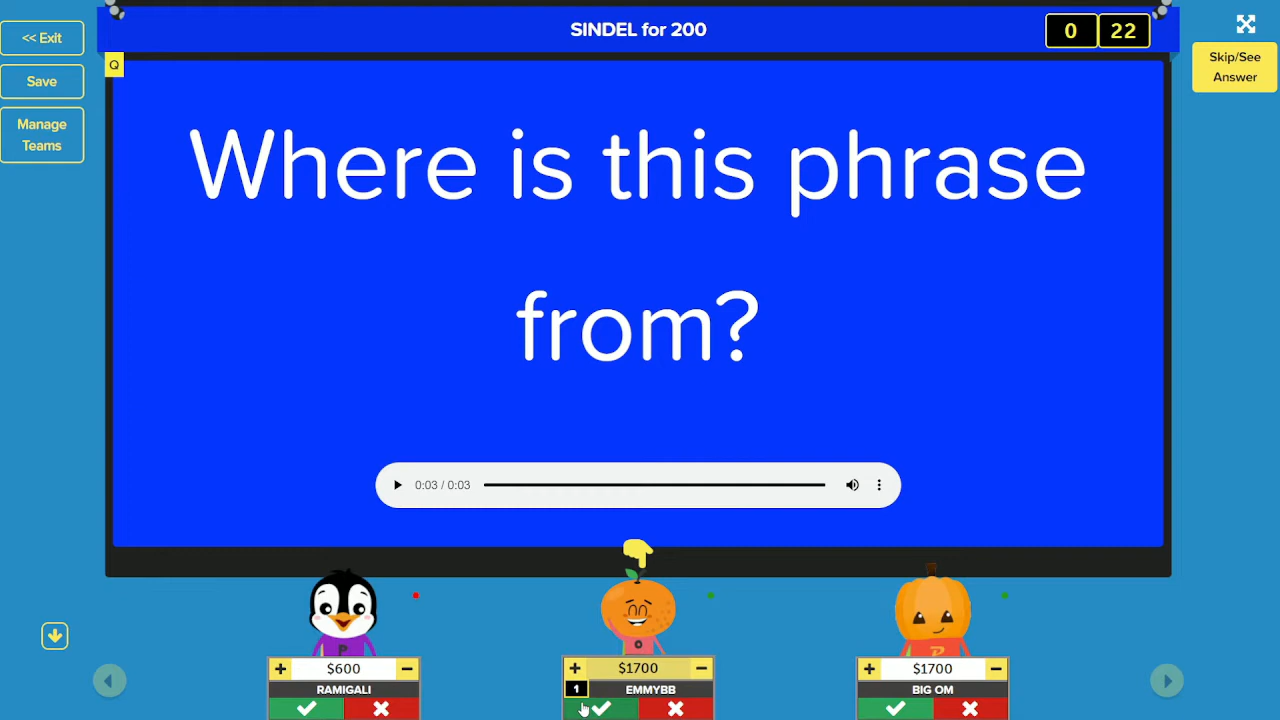 << Exit
SINDEL for 200
0 22
Skip/See
Answer
Q
Save
Manage
Teams
Where is this phrase
from?
0:03 / 0:03
P
O
P
+ $600 −
+ $1700 −
+ $1700 −
RAMIGALI
1 EMMYBB
BIG OM